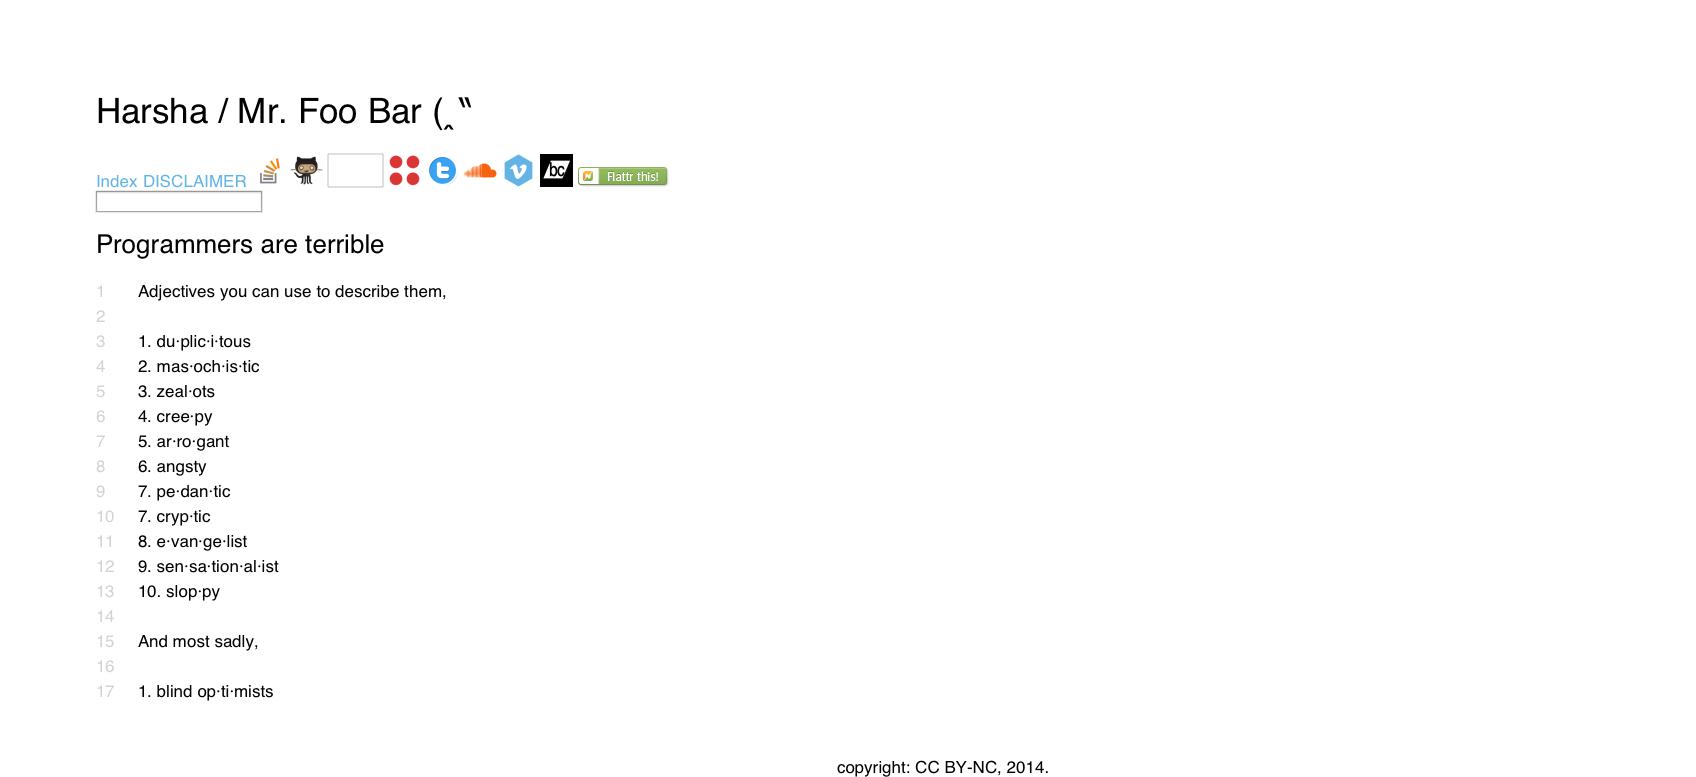 Harsha / Mr. Foo Bar (‸‶
Index DISCLAIMER
bc
Flattr this!
Programmers are terrible
1 Adjectives you can use to describe them,
2
3 1. du·plic·i·tous
4 2. mas·och·is·tic
5 3. zeal·ots
6 4. cree·py
7 5. ar·ro·gant
8 6. angsty
9 7. pe·dan·tic
10 7. cryp·tic
11 8. e·van·ge·list
12 9. sen·sa·tion·al·ist
13 10. slop·py
14
15 And most sadly,
16
17 1. blind op·ti·mists
copyright: CC BY-NC, 2014.